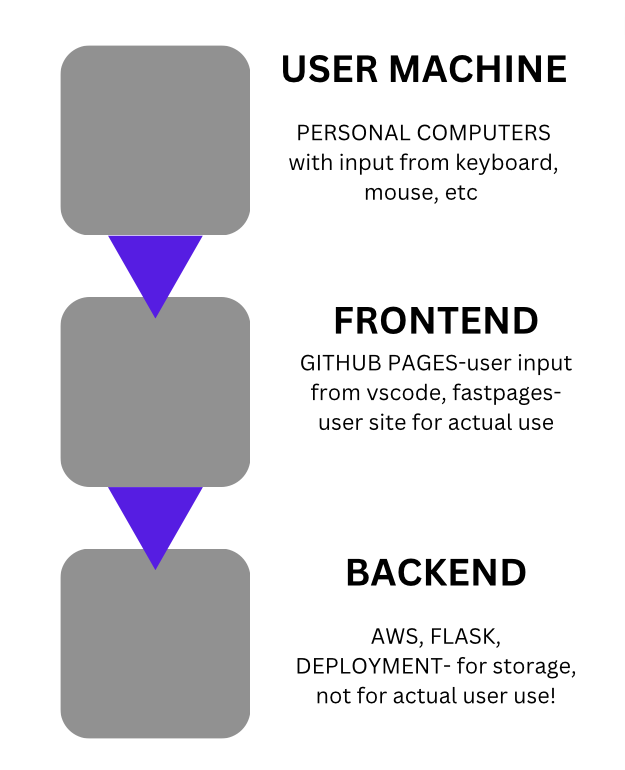 USER MACHINE
PERSONAL COMPUTERS
with input from keyboard,
mouse, etc
FRONTEND
GITHUB PAGES-user input
from vscode, fastpages-
user site for actual use
BACKEND
AWS, FLASK,
DEPLOYMENT- for storage,
not for actual user use!